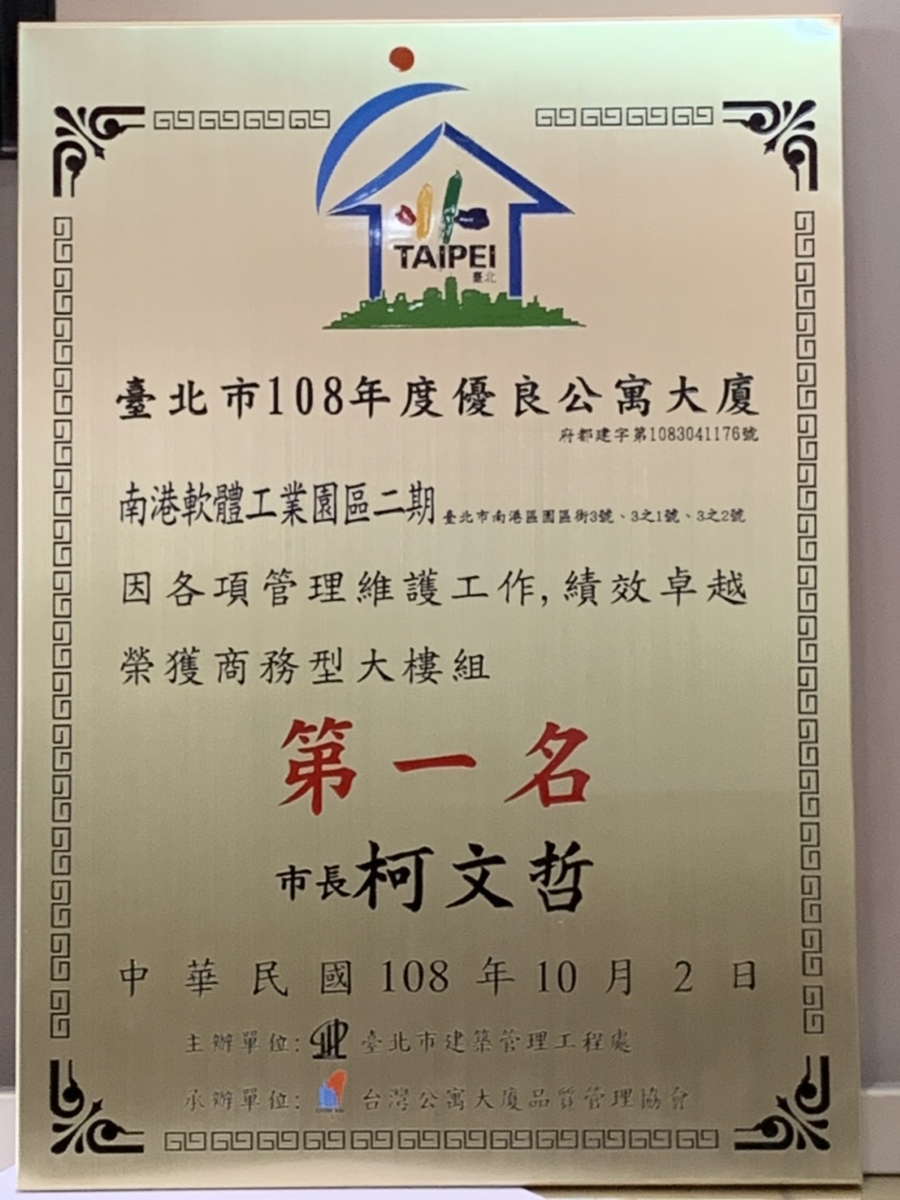 TAIPEI
臺北
臺北市108年度優良公寓大廈
府都建字第1083041176號
南港軟體工業園區二期 臺北市南港區園區街3號、3之1號、3之2號
因各項管理維護工作,績效卓越
榮獲商務型大樓組
第一名
市長柯文哲
中華民國108年10月2日
主辦單位: 臺北市建築管理工程處
承辦單位: 台灣公寓大廈品質管理協會